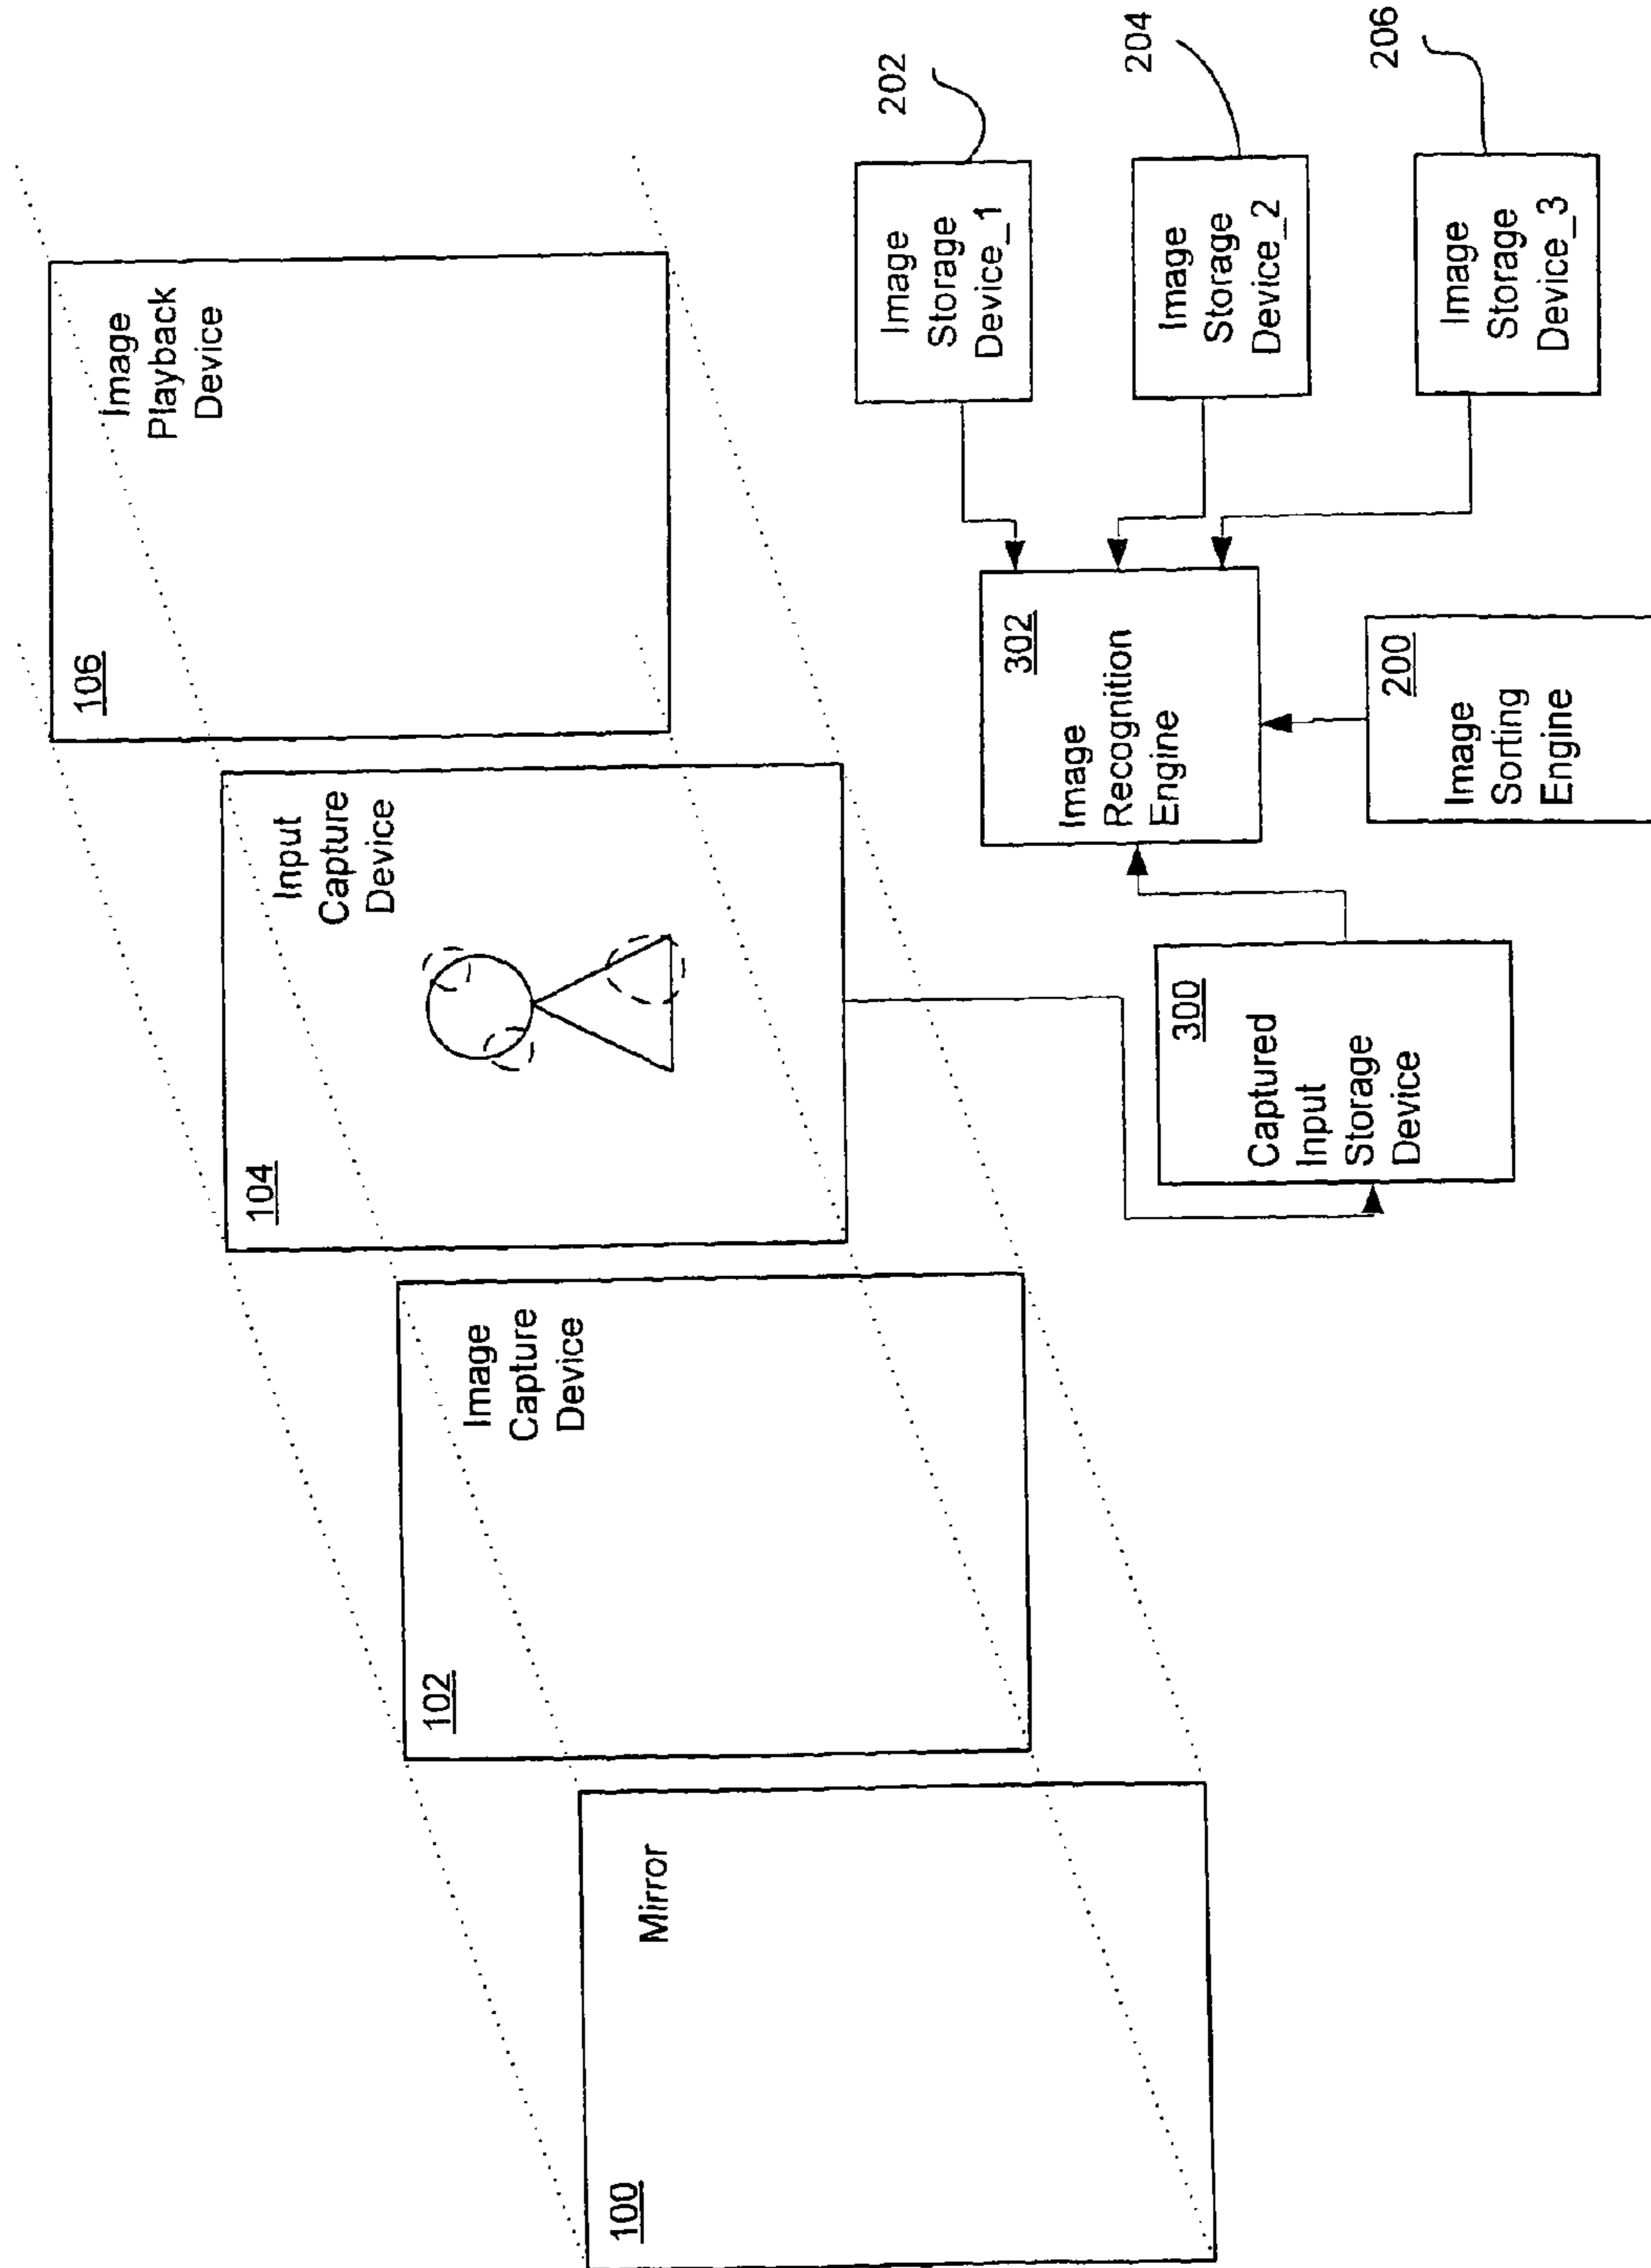 100
Mirror
102
Image
Capture
Device
104
Input
Capture
Device
106
Image
Playback
Device
300
Captured
Input
Storage
Device
302
Image
Recognition
Engine
200
Image
Sorting
Engine
Image
Storage
Device_1
202
Image
Storage
Device_2
204
Image
Storage
Device_3
206